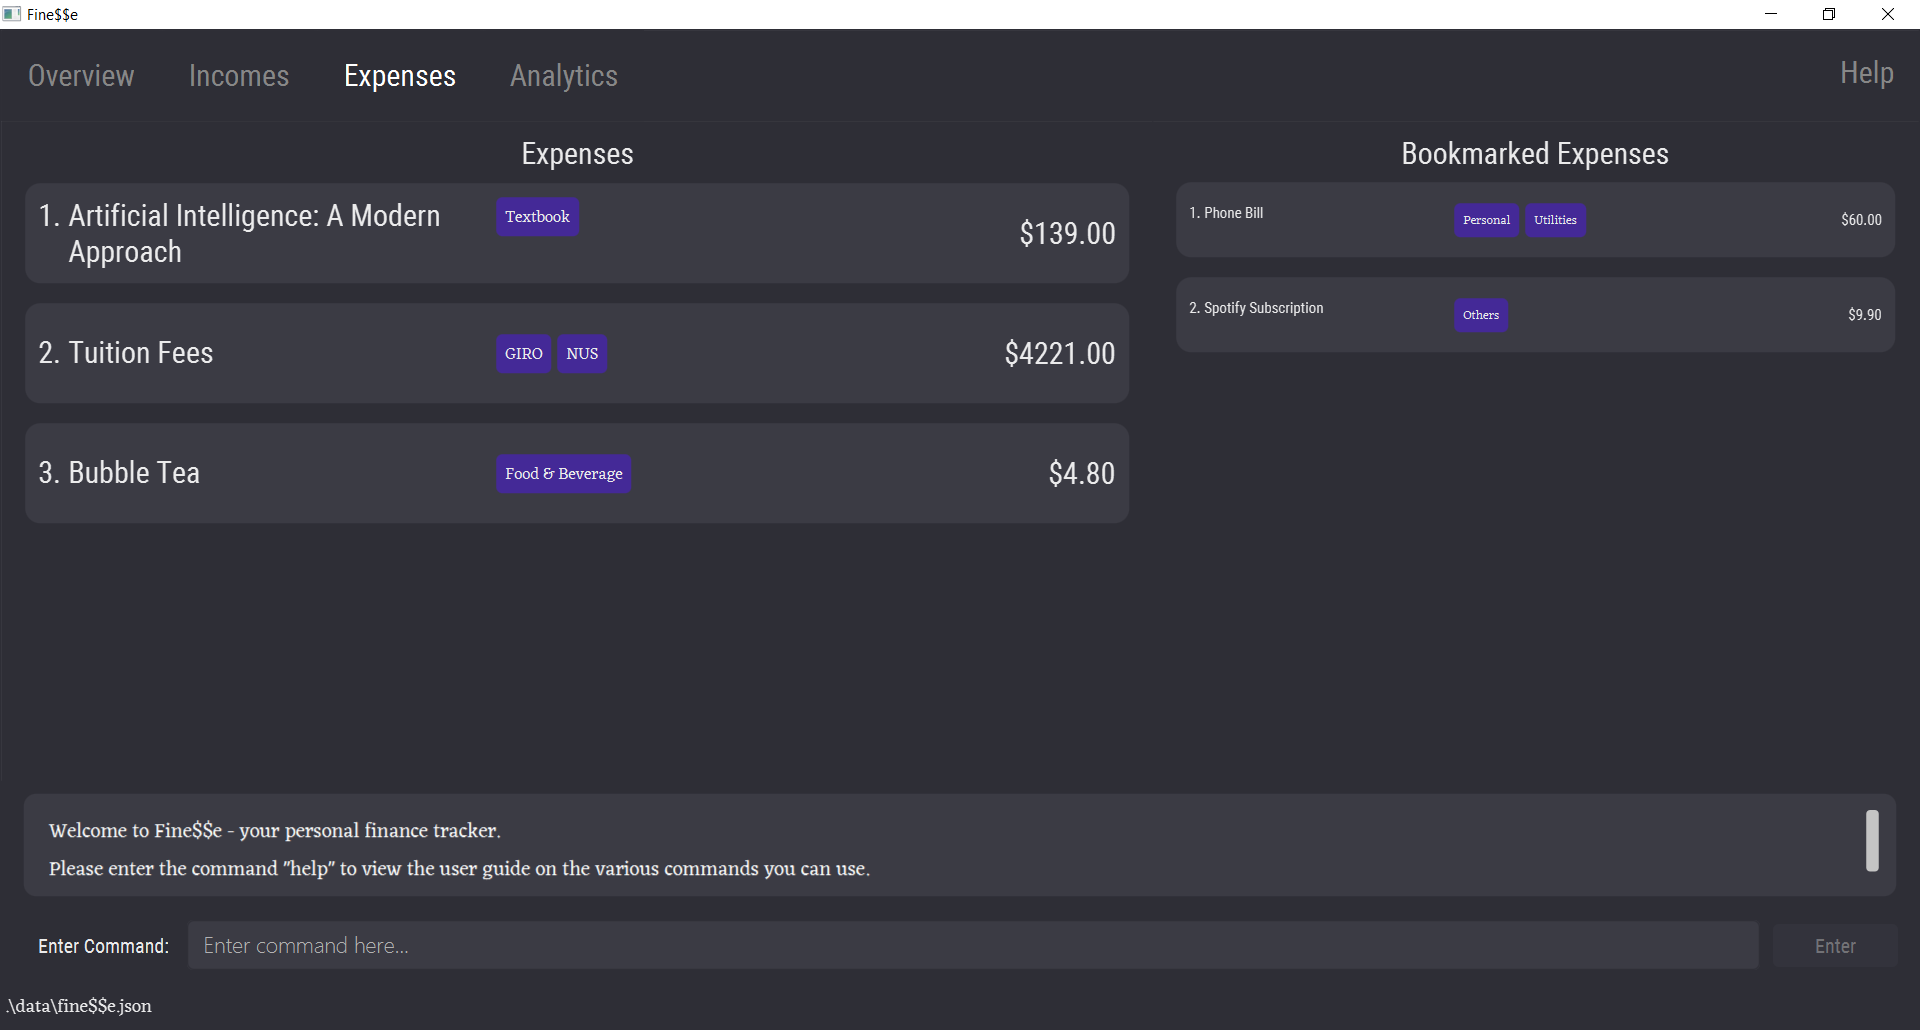 Fine$$e
Overview Incomes Expenses Analytics Help
Expenses
1. Artificial Intelligence: A Modern
Approach
Textbook
$139.00
2. Tuition Fees
GIRO NUS
$4221.00
3. Bubble Tea
Food & Beverage
$4.80
Bookmarked Expenses
1. Phone Bill
Personal Utilities
$60.00
2. Spotify Subscription
Others
$9.90
Welcome to Fine$$e - your personal finance tracker.
Please enter the command "help" to view the user guide on the various commands you can use.
Enter Command: Enter command here... Enter
.\data\fine$$e.json